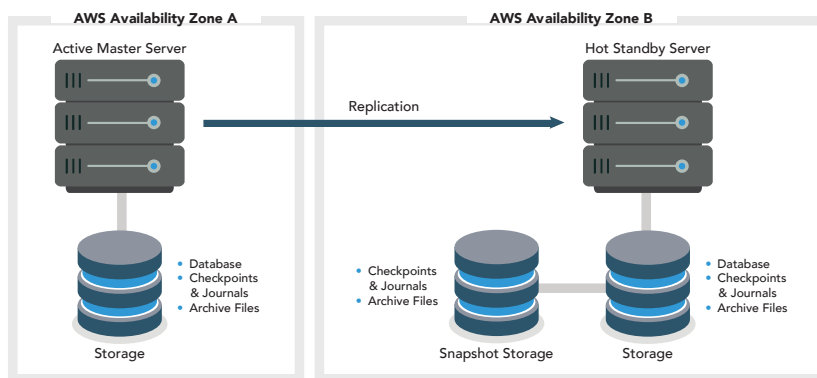 AWS Availability Zone A
Active Master Server
• Database
• Checkpoints
& Journals
• Archive Files
Storage
Replication
AWS Availability Zone B
Hot Standby Server
• Checkpoints
& Journals
• Archive Files
Snapshot Storage
• Database
• Checkpoints
& Journals
• Archive Files
Storage